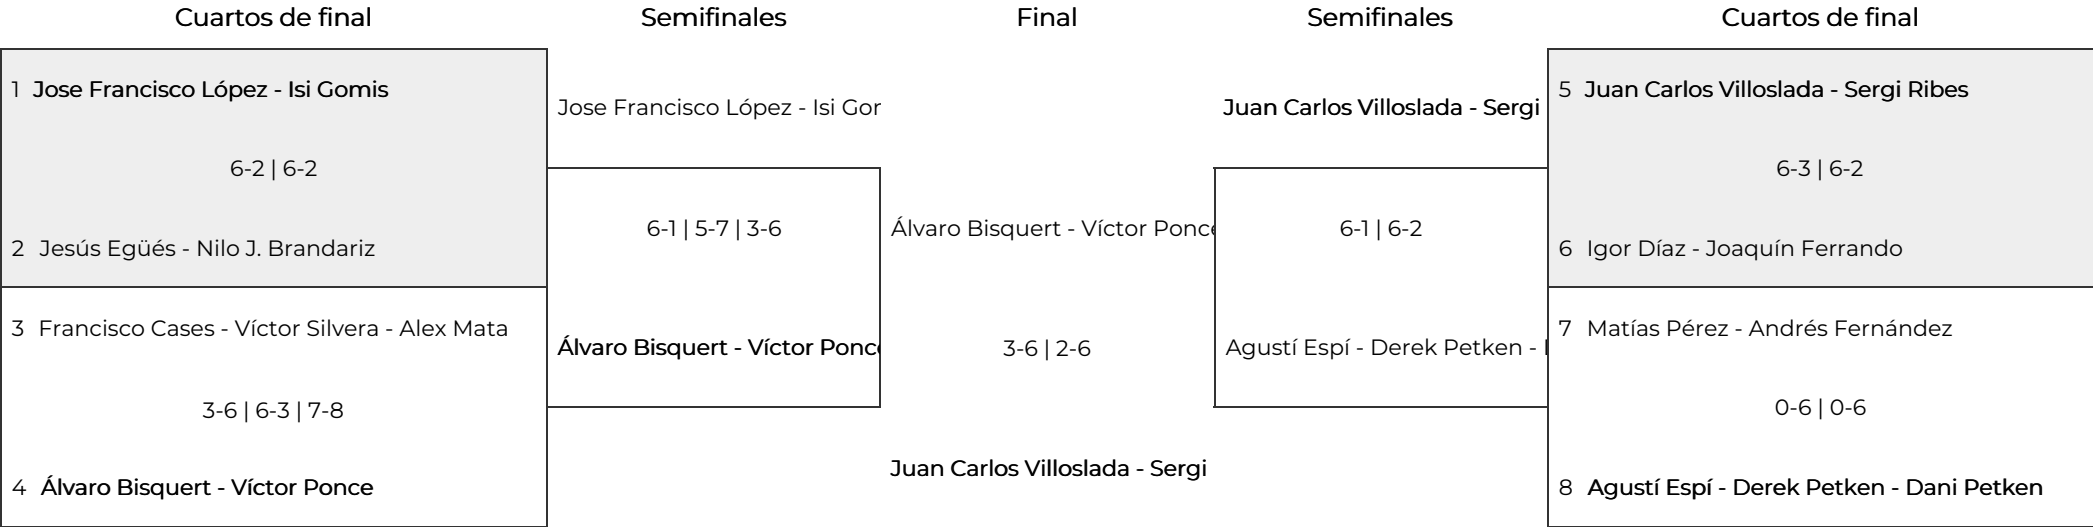 Cuartos de final
Semifinales
Final
Semifinales
Cuartos de final
1 Jose Francisco López - Isi Gomis
6-2 | 6-2
2 Jesús Egüés - Nilo J. Brandariz
3 Francisco Cases - Víctor Silvera - Alex Mata
3-6 | 6-3 | 7-8
4 Álvaro Bisquert - Víctor Ponce
Jose Francisco López - Isi Gor
6-1 | 5-7 | 3-6
Álvaro Bisquert - Víctor Ponce
Álvaro Bisquert - Víctor Ponce
3-6 | 2-6
Juan Carlos Villoslada - Sergi
Juan Carlos Villoslada - Sergi
6-1 | 6-2
Agustí Espí - Derek Petken -
5 Juan Carlos Villoslada - Sergi Ribes
6-3 | 6-2
6 Igor Díaz - Joaquín Ferrando
7 Matías Pérez - Andrés Fernández
0-6 | 0-6
8 Agustí Espí - Derek Petken - Dani Petken